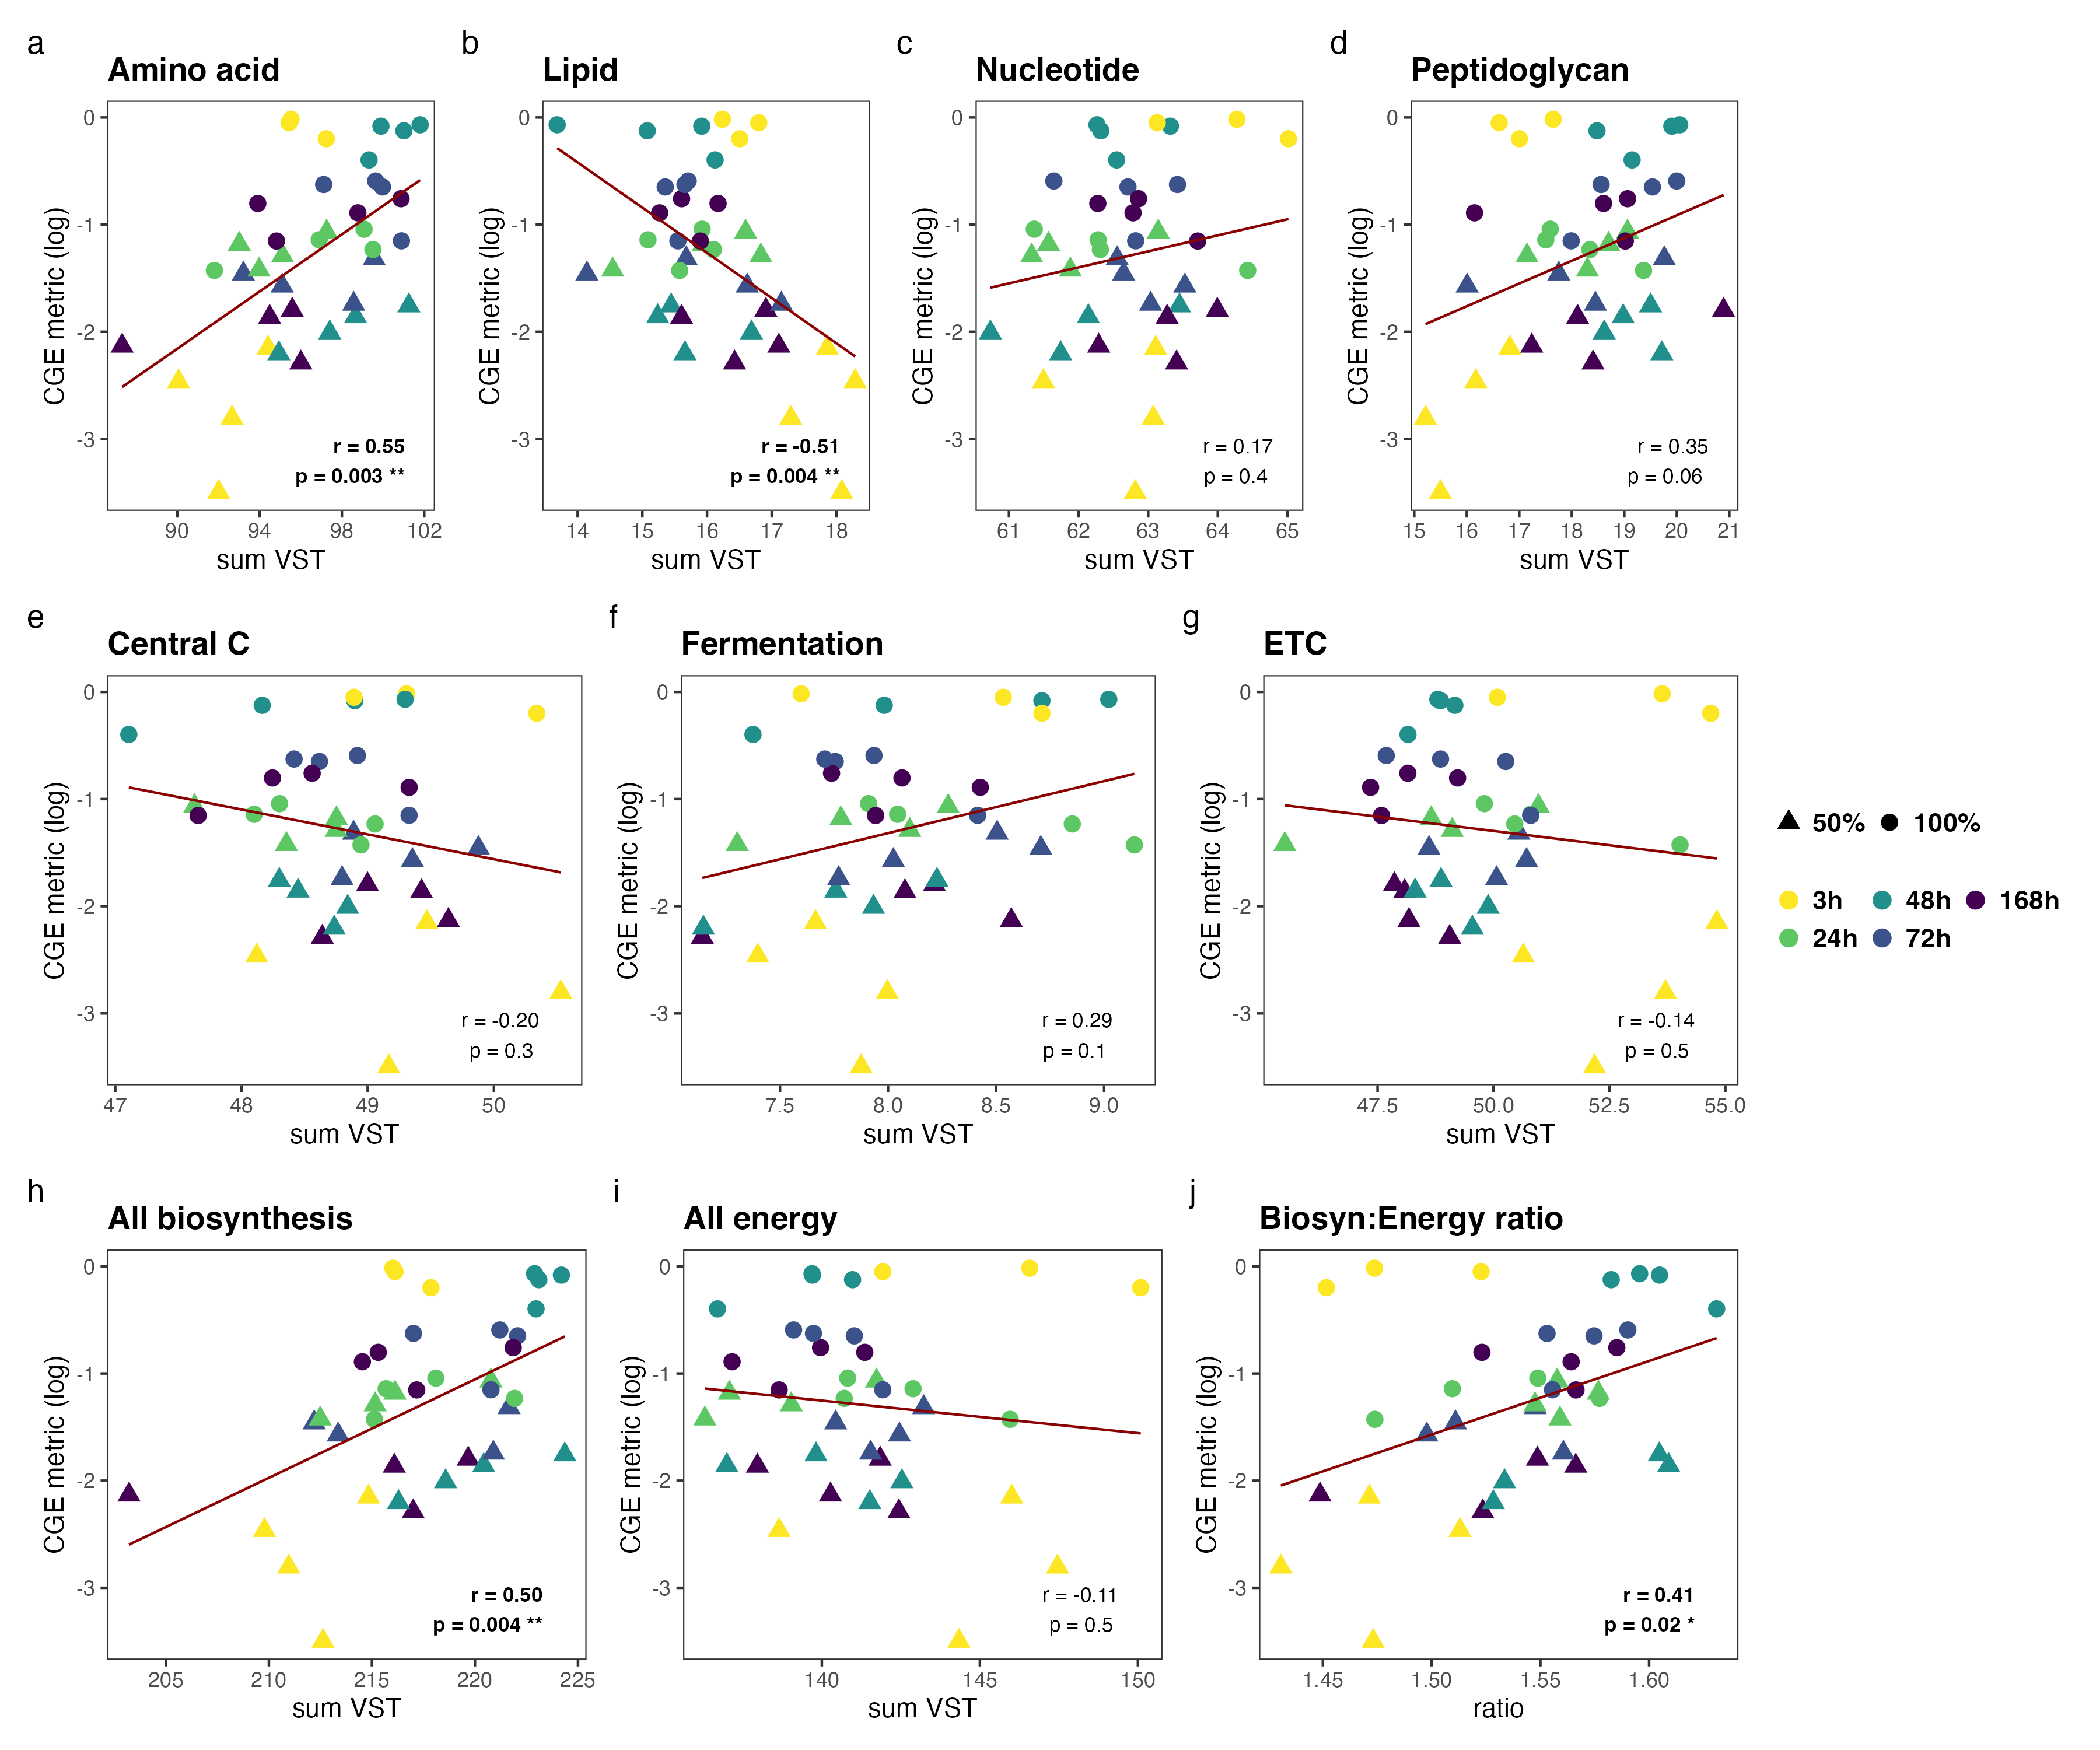 a b c d
Amino acid Lipid Nucleotide Peptidoglycan
CGE metric (log) CGE metric (log) CGE metric (log) CGE metric (log)
0 0 0 0
-1 -1 -1 -1
-2 -2 -2 -2
-3 -3 -3 -3
r = 0.55 r = -0.51 r = 0.17 r = 0.35
p = 0.003 ** p = 0.004 ** p = 0.4 p = 0.06
90 94 98 102 14 15 16 17 18 61 62 63 64 65 15 16 17 18 19 20 21
sum VST sum VST sum VST sum VST
e f g
Central C Fermentation ETC
CGE metric (log) CGE metric (log) CGE metric (log)
0 0 0
-1 -1 -1
50% 100%
-2 -2 -2
3h 48h 168h
24h 72h
-3 -3 -3
r = -0.20 r = 0.29 r = -0.14
p = 0.3 p = 0.1 p = 0.5
47 48 49 50 7.5 8.0 8.5 9.0 47.5 50.0 52.5 55.0
sum VST sum VST sum VST
h i j
All biosynthesis All energy Biosyn:Energy ratio
CGE metric (log) CGE metric (log) CGE metric (log)
0 0 0
-1 -1 -1
-2 -2 -2
-3 -3 -3
r = 0.50 r = -0.11 r = 0.41
p = 0.004 ** p = 0.5 p = 0.02 *
205 210 215 220 225 140 145 150 1.45 1.50 1.55 1.60
sum VST sum VST ratio